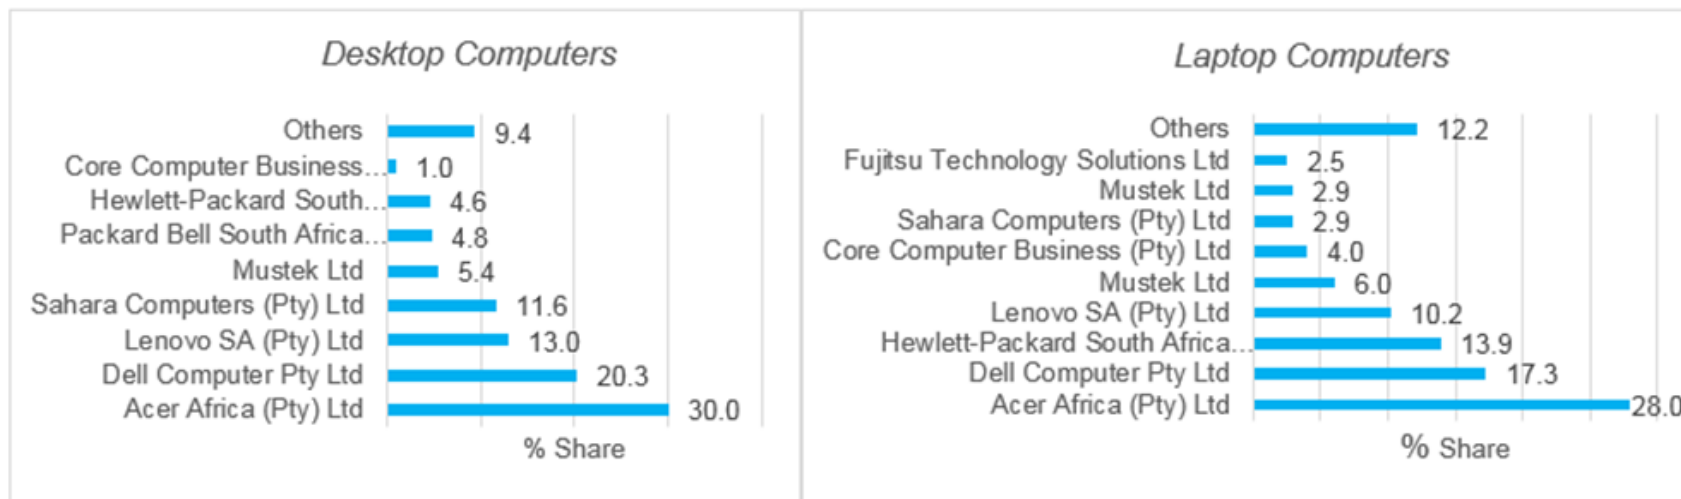 Desktop Computers
Others 9.4
Core Computer Business... 1.0
Hewlett-Packard South... 4.6
Packard Bell South Africa... 4.8
Mustek Ltd 5.4
Sahara Computers (Pty) Ltd 11.6
Lenovo SA (Pty) Ltd 13.0
Dell Computer Pty Ltd 20.3
Acer Africa (Pty) Ltd 30.0
% Share
Laptop Computers
Others 12.2
Fujitsu Technology Solutions Ltd 2.5
Mustek Ltd 2.9
Sahara Computers (Pty) Ltd 2.9
Core Computer Business (Pty) Ltd 4.0
Mustek Ltd 6.0
Lenovo SA (Pty) Ltd 10.2
Hewlett-Packard South Africa... 13.9
Dell Computer Pty Ltd 17.3
Acer Africa (Pty) Ltd 28.0
% Share